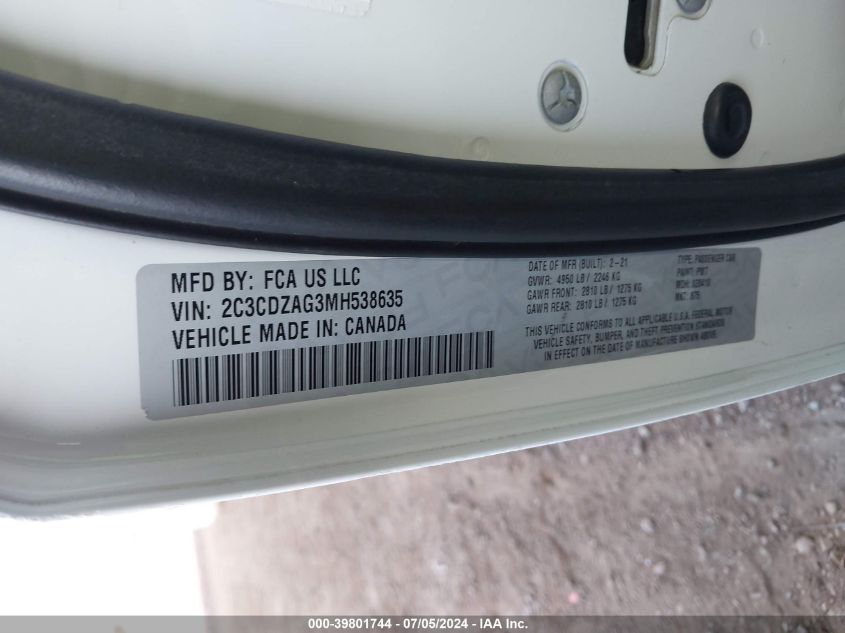 MFD BY: FCA US LLC
VIN: 2C3CDZAG3MH538635
VEHICLE MADE IN: CANADA
DATE OF MFR (BUILT): 2-21
GVWR: 4950 LB / 2246 KG
GAWR FRONT: 2810 LB / 1275 KG
GAWR REAR: 2810 LB / 1275 KG
TYPE: PASSENGER CAR
PAINT: PW7
MDH:
THIS VEHICLE CONFORMS TO ALL APPLICABLE U.S.A. FEDERAL MOTOR
VEHICLE SAFETY, BUMPER, AND THEFT PREVENTION STANDARDS
IN EFFECT ON THE DATE OF MANUFACTURE SHOWN ABOVE.
000-39801744 - 07/05/2024 - IAA Inc.